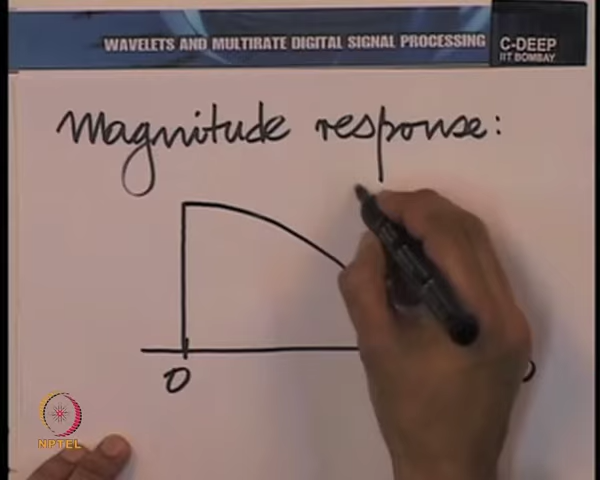 WAVELETS AND MULTIRATE DIGITAL SIGNAL PROCESSING
C-DEEP
IIT BOMBAY
Magnitude response:
0
NPTEL